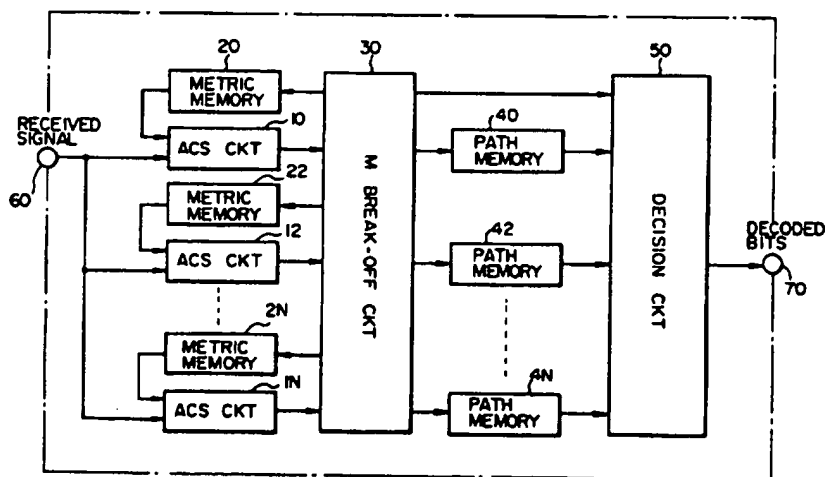 20
30
50
METRIC
MEMORY
RECEIVED
SIGNAL
10
40
ACS CKT
PATH
MEMORY
60
22
METRIC
MEMORY
M BREAK-OFF CKT
DECISION CKT
12
42
DECODED
BITS
ACS CKT
PATH
MEMORY
70
2N
METRIC
MEMORY
1N
4N
ACS CKT
PATH
MEMORY